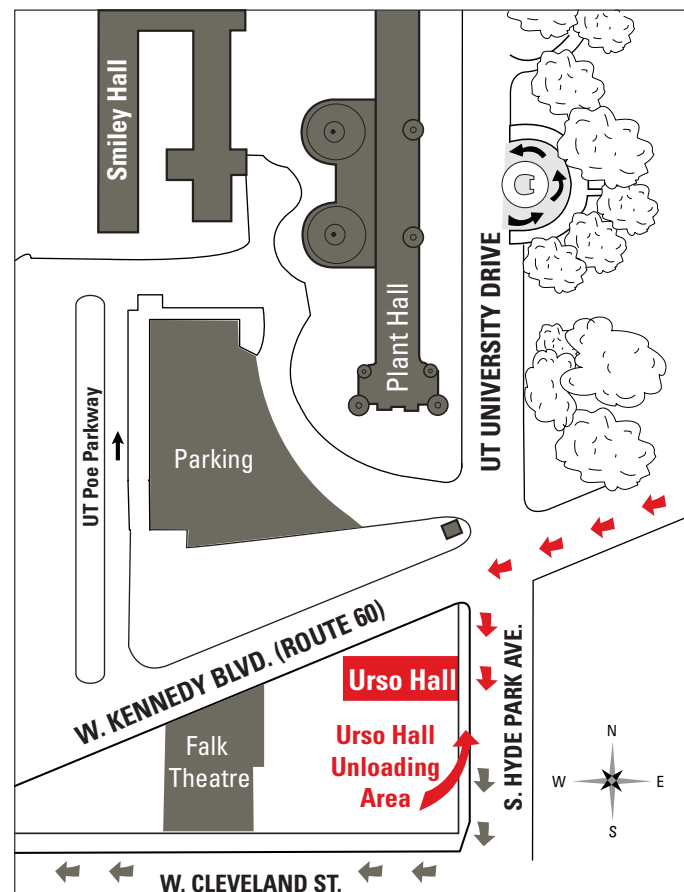 Smiley Hall
Plant Hall
UT UNIVERSITY DRIVE
UT Poe Parkway
Parking
W. KENNEDY BLVD. (ROUTE 60)
Urso Hall
S. HYDE PARK AVE.
Falk
Theatre
Urso Hall
Unloading
Area
N
W
E
S
W. CLEVELAND ST.